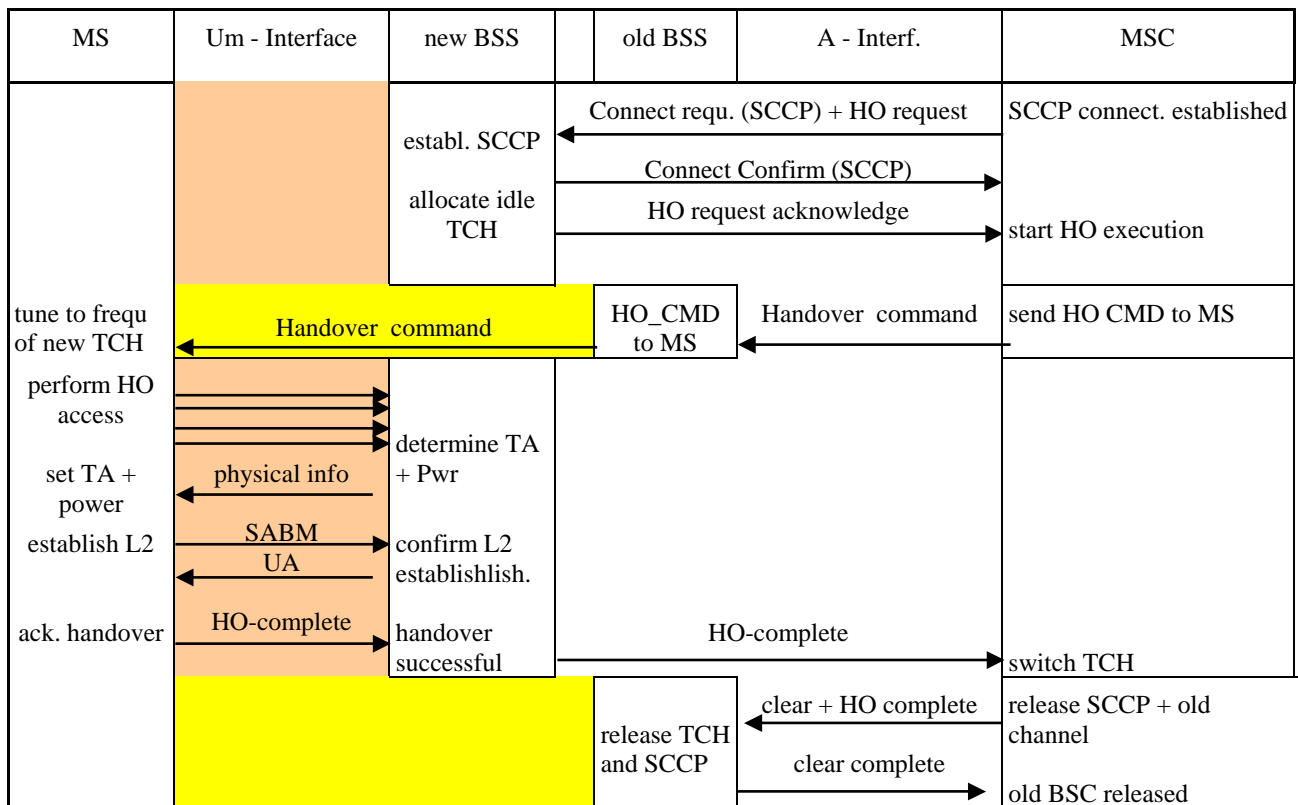 MS
Um - Interface
new BSS
old BSS
A - Interf.
MSC
Connect requ. (SCCP) + HO request
SCCP connect. established
establ. SCCP
Connect Confirm (SCCP)
allocate idle
TCH
HO request acknowledge
start HO execution
tune to frequ
of new TCH
Handover command
HO_CMD
to MS
Handover command
send HO CMD to MS
perform HO
access
determine TA
+ Pwr
set TA +
power
physical info
establish L2
SABM
UA
confirm L2
establishlish.
ack. handover
HO-complete
handover
successful
HO-complete
switch TCH
clear + HO complete
release SCCP + old
channel
release TCH
and SCCP
clear complete
old BSC released